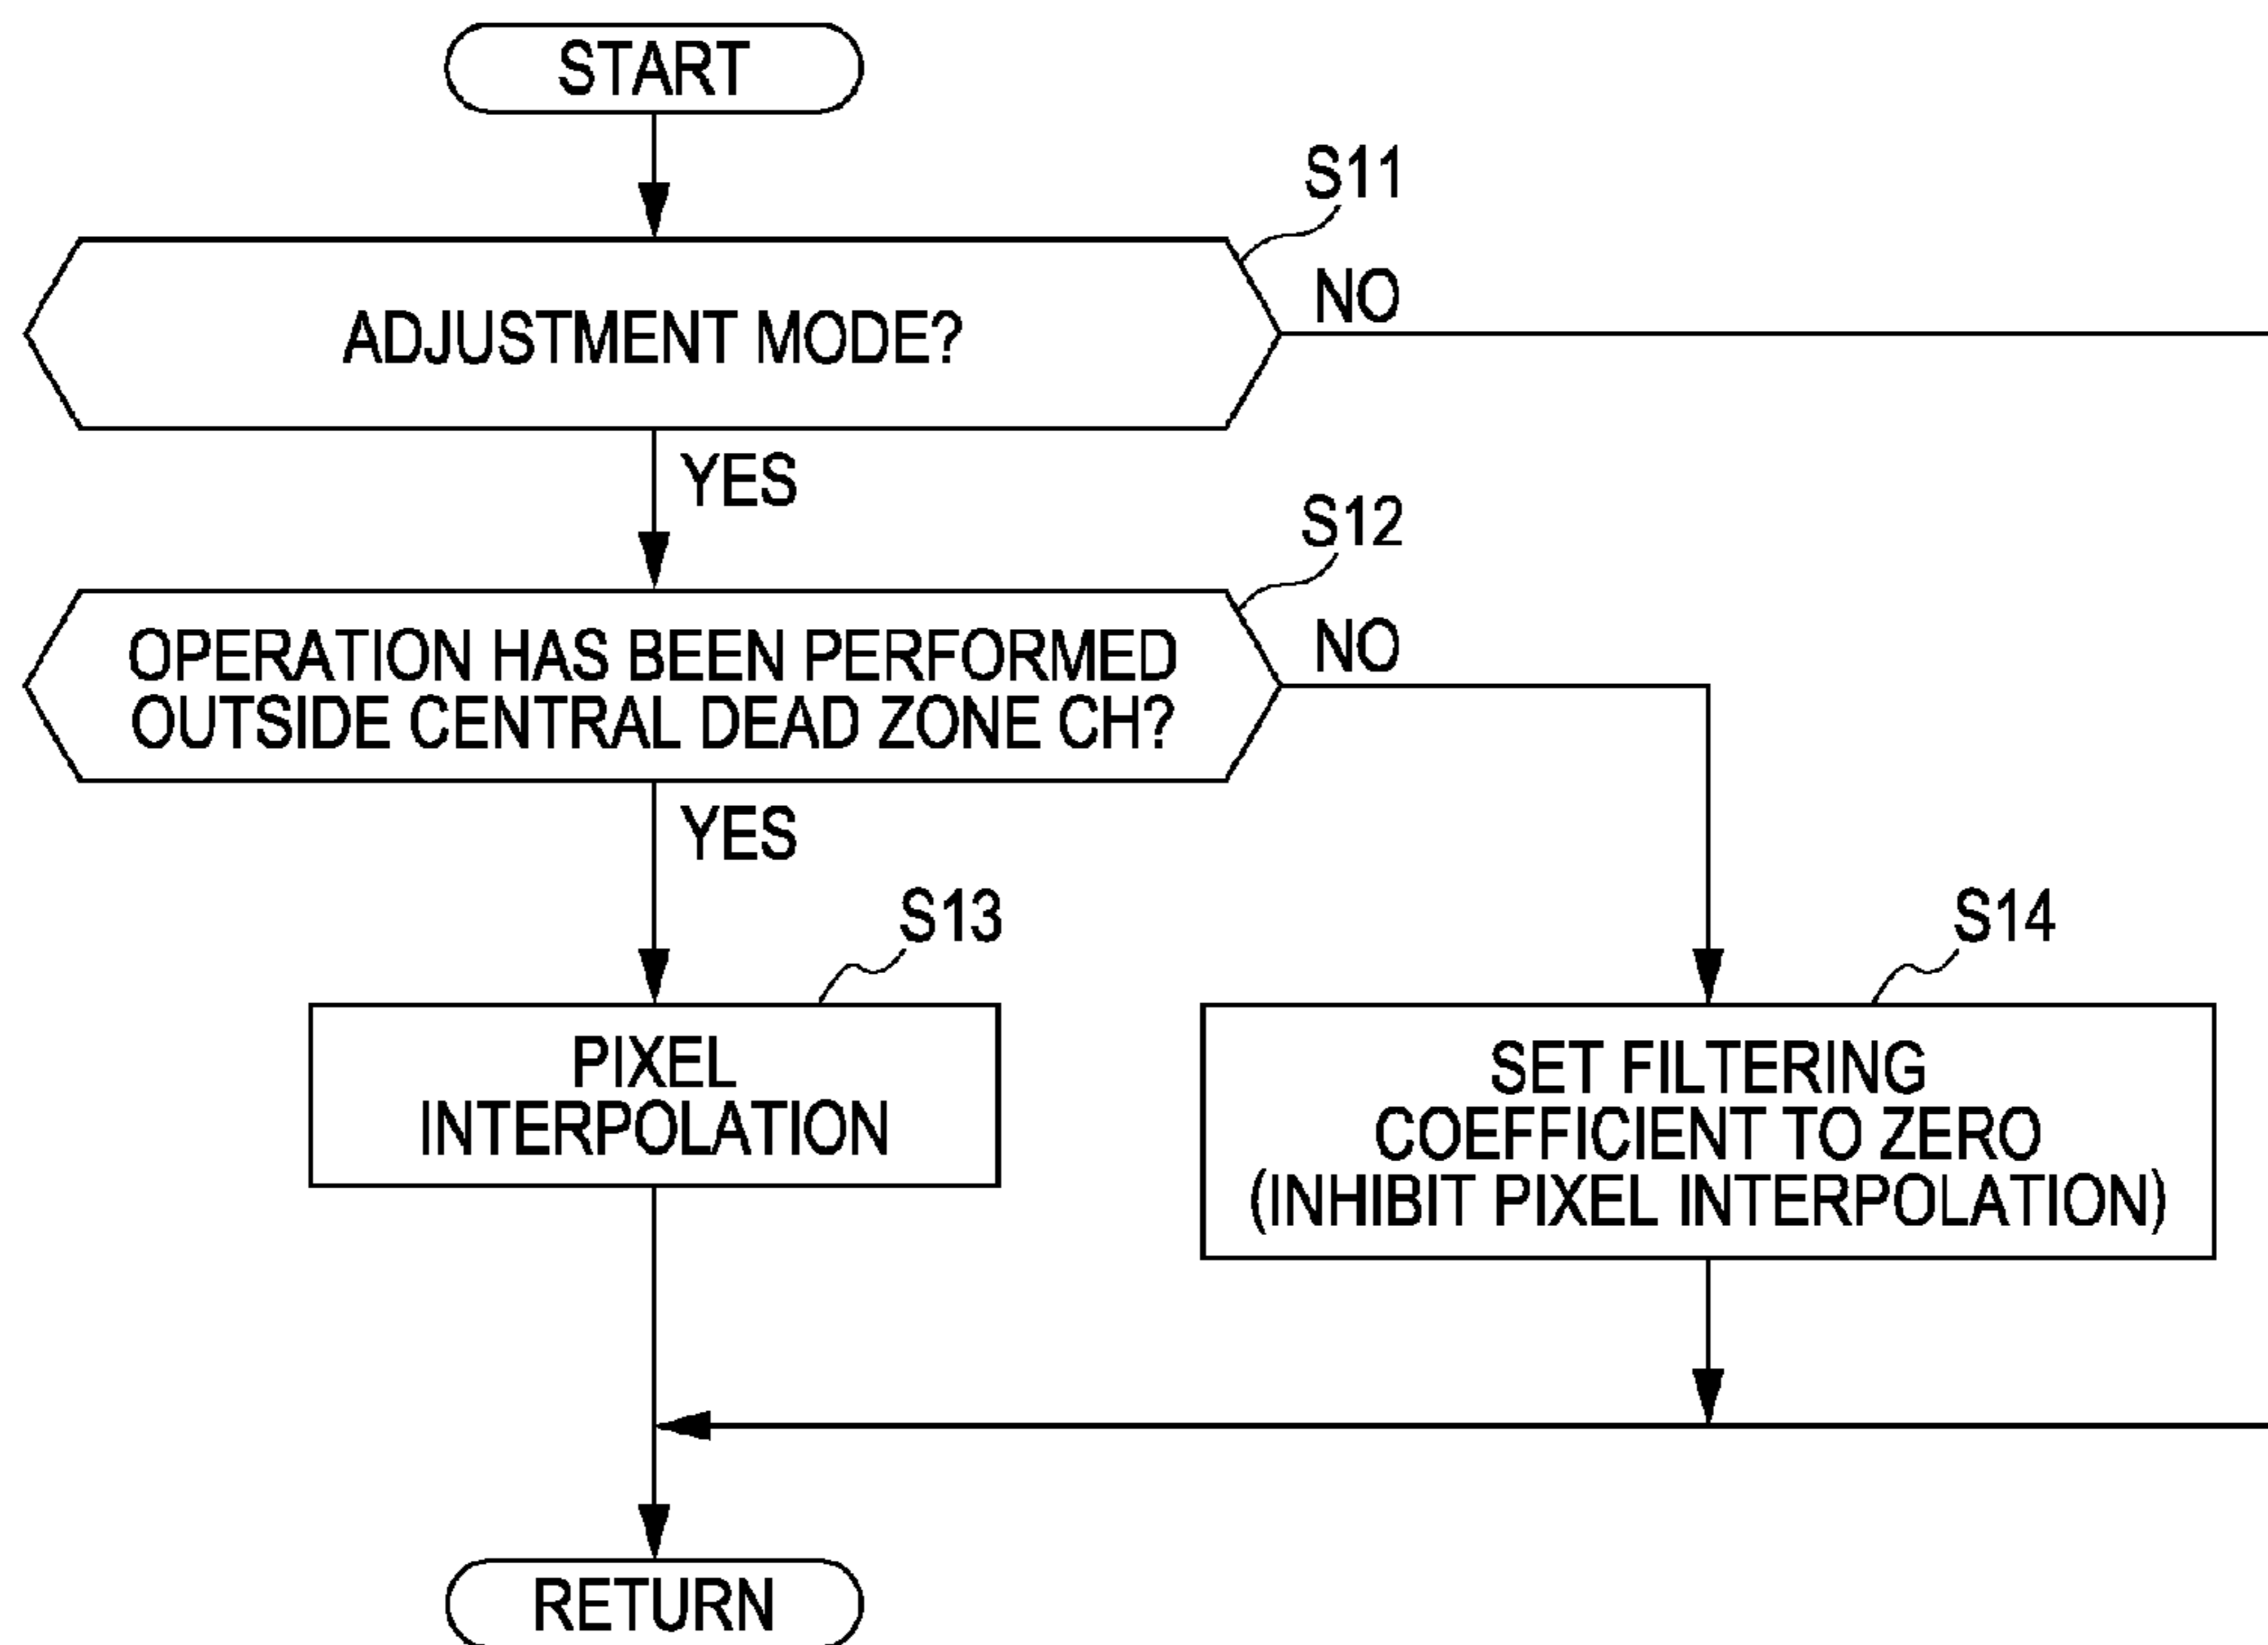 START
S11
ADJUSTMENT MODE?
NO
YES
S12
OPERATION HAS BEEN PERFORMED
OUTSIDE CENTRAL DEAD ZONE CH?
NO
YES
S13
PIXEL
INTERPOLATION
S14
SET FILTERING
COEFFICIENT TO ZERO
(INHIBIT PIXEL INTERPOLATION)
RETURN